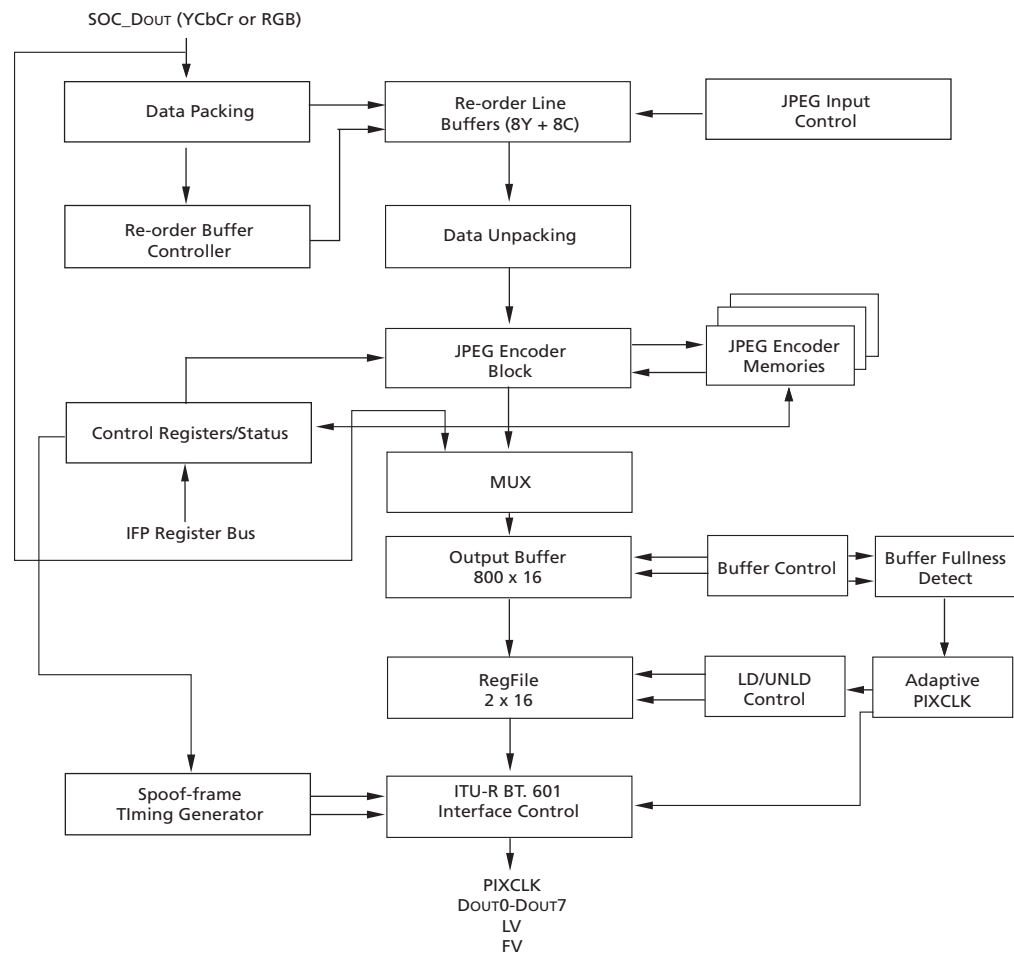 SOC_DOUT (YCbCr or RGB)
Data Packing
Re-order Line
Buffers (8Y + 8C)
JPEG Input
Control
Re-order Buffer
Controller
Data Unpacking
JPEG Encoder
Block
JPEG Encoder
Memories
Control Registers/Status
MUX
IFP Register Bus
Output Buffer
800 x 16
Buffer Control
Buffer Fullness
Detect
RegFile
2 x 16
LD/UNLD
Control
Adaptive
PIXCLK
Spoof-frame
TIming Generator
ITU-R BT. 601
Interface Control
PIXCLK
DOUT0-DOUT7
LV
FV